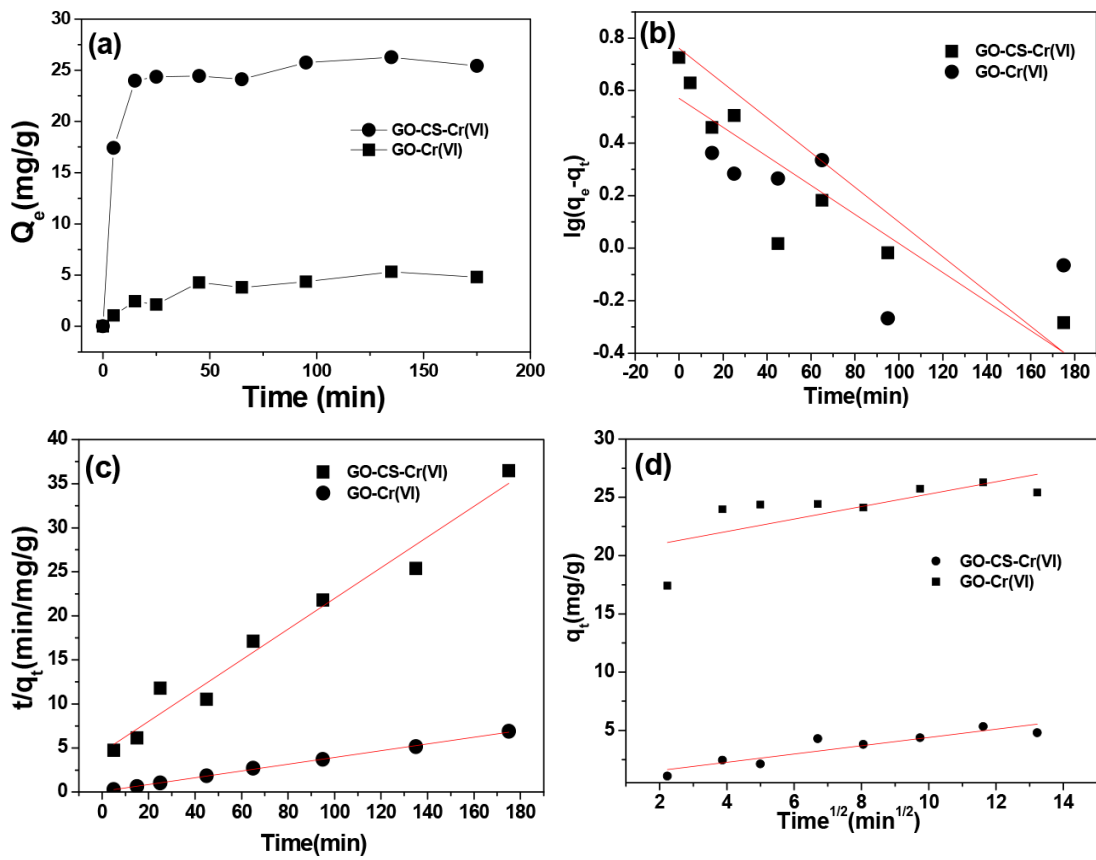 (a)
30
25
20
15
10
5
0
Qe (mg/g)
GO-CS-Cr(VI)
GO-Cr(VI)
0 50 100 150 200
Time (min)
(b)
0.8
0.6
0.4
0.2
0.0
-0.2
-0.4
lg(qe-qt)
GO-CS-Cr(VI)
GO-Cr(VI)
-20 0 20 40 60 80 100 120 140 160 180
Time(min)
(c)
40
35
30
25
20
15
10
5
0
t/qt(min/mg/g)
GO-CS-Cr(VI)
GO-Cr(VI)
0 20 40 60 80 100 120 140 160 180
Time(min)
(d)
30
25
20
15
10
5
qt(mg/g)
GO-CS-Cr(VI)
GO-Cr(VI)
2 4 6 8 10 12 14
Time1/2(min1/2)